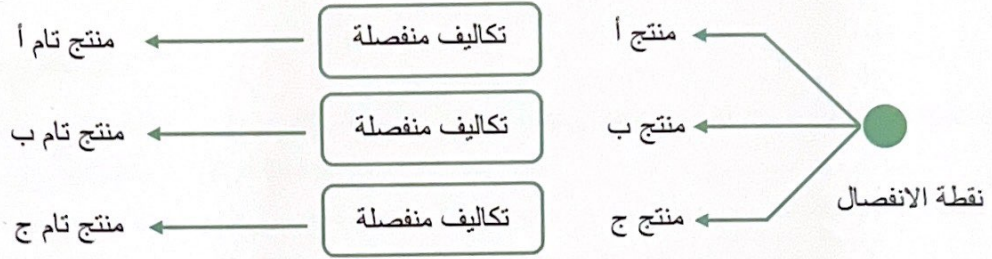 منتج أ
تكاليف منفصلة
منتج تام أ
منتج ب
تكاليف منفصلة
منتج تام ب
نقطة الانفصال
منتج ج
تكاليف منفصلة
منتج تام ج